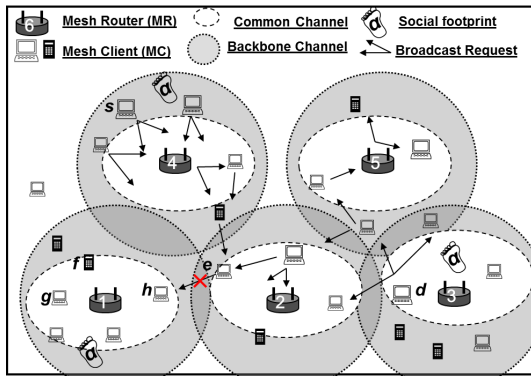 6 Mesh Router (MR) Common Channel α Social footprint
Mesh Client (MC) Backbone Channel Broadcast Request
α
s
4
5
f
e
α
g
h
d
1
2
3
α